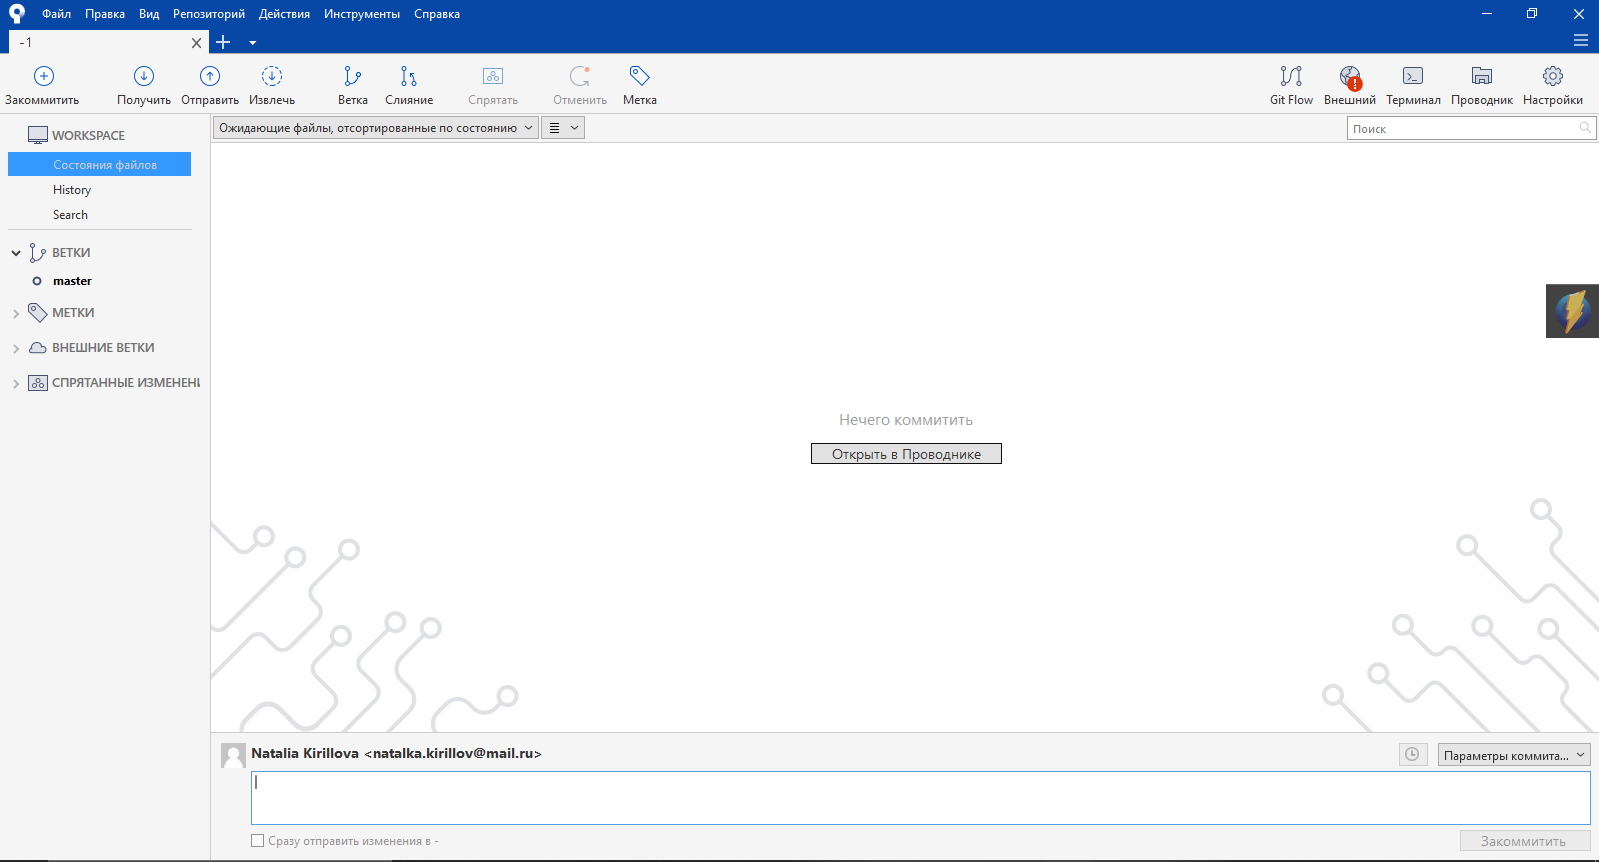 Файл Правка Вид Репозиторий Действия Инструменты Справка
-1
Закоммитить Получить Отправить Извлечь Ветка Слияние Спрятать Отменить Метка Git Flow Внешний Терминал Проводник Настройки
WORKSPACE
Ожидающие файлы, отсортированные по состоянию
Поиск
Состояния файлов
History
Search
ВЕТКИ
master
МЕТКИ
ВНЕШНИЕ ВЕТКИ
СПРЯТАННЫЕ ИЗМЕНЕНИ
Нечего коммитить
Открыть в Проводнике
Natalia Kirillova <natalka.kirillov@mail.ru>
Параметры коммита...
Сразу отправить изменения в -
Закоммитить